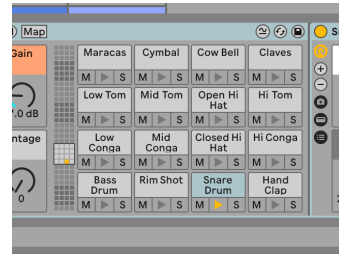 Map
Gain
Maracas Cymbal Cow Bell Claves
M S M S M S M S
.0 dB
Low Tom Mid Tom Open Hi Hat Hi Tom
M S M S M S M S
ntage
Low Conga Mid Conga Closed Hi Hat Hi Conga
M S M S M S M S
0
Bass Drum Rim Shot Snare Drum Hand Clap
M S M S M S M S